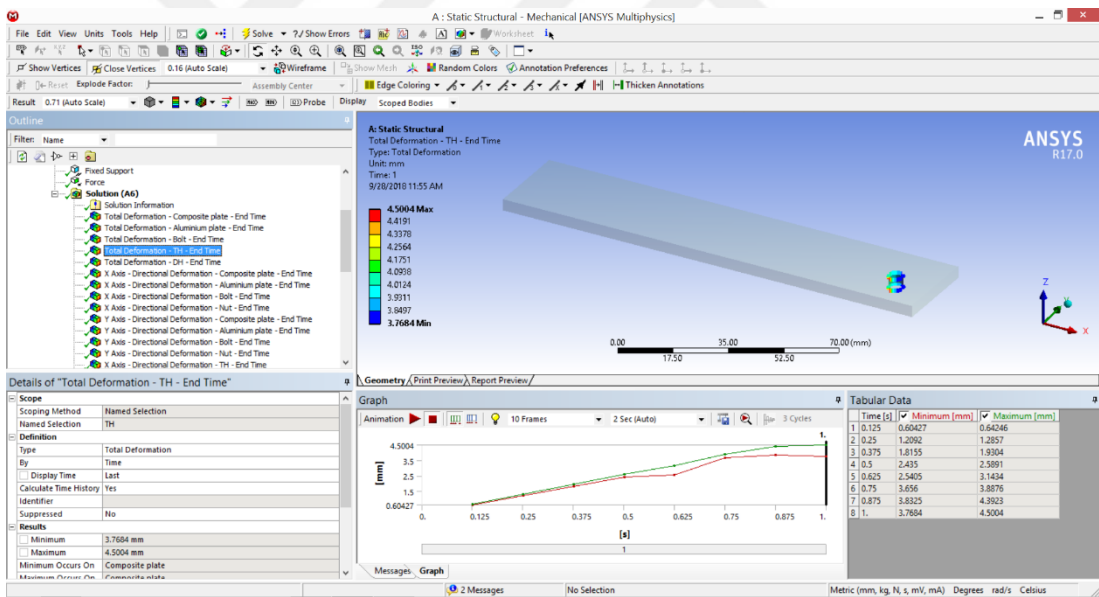 A : Static Structural - Mechanical [ANSYS Multiphysics]
File Edit View Units Tools Help Solve ?/ Show Errors Worksheet
Show Vertices Close Vertices 0.16 (Auto Scale) Wireframe Show Mesh Random Colors Annotation Preferences
Reset Explode Factor: Assembly Center Edge Coloring Thicken Annotations
Result 0.71 (Auto Scale) Probe Display Scoped Bodies
Outline
Filter: Name
Fixed Support
Force
Solution (A6)
Solution Information
Total Deformation - Composite plate - End Time
Total Deformation - Aluminium plate - End Time
Total Deformation - Bolt - End Time
Total Deformation - TH - End Time
Total Deformation - DH - End Time
X Axis - Directional Deformation - Composite plate - End Time
X Axis - Directional Deformation - Aluminium plate - End Time
X Axis - Directional Deformation - Bolt - End Time
X Axis - Directional Deformation - Nut - End Time
Y Axis - Directional Deformation - Composite plate - End Time
Y Axis - Directional Deformation - Aluminium plate - End Time
Y Axis - Directional Deformation - Bolt - End Time
Y Axis - Directional Deformation - Nut - End Time
X Axis - Directional Deformation - TH - End Time
A: Static Structural
Total Deformation - TH - End Time
Type: Total Deformation
Unit: mm
Time: 1
9/28/2018 11:55 AM
4.5004 Max
4.4191
4.3378
4.2564
4.1751
4.0938
4.0124
3.9311
3.8497
3.7684 Min
ANSYS
R17.0
Z
Y
X
0.00 35.00 70.00 (mm)
17.50 52.50
Geometry Print Preview Report Preview
Details of "Total Deformation - TH - End Time"
Scope
Scoping Method Named Selection
Named Selection TH
Definition
Type Total Deformation
By Time
Display Time Last
Calculate Time History Yes
Identifier
Suppressed No
Results
Minimum 3.7684 mm
Maximum 4.5004 mm
Minimum Occurs On Composite plate
Maximum Occurs On Composite plate
Graph
Animation 10 Frames 2 Sec (Auto) 3 Cycles
1.
4.5004
3.5
2.5
1.5
0.60427
[mm]
0. 0.125 0.25 0.375 0.5 0.625 0.75 0.875 1.
[s]
1
Messages Graph
Tabular Data
Time [s] Minimum [mm] Maximum [mm]
1 0.125 0.60427 0.64246
2 0.25 1.2092 1.2857
3 0.375 1.8155 1.9304
4 0.5 2.435 2.5891
5 0.625 2.5405 3.1434
6 0.75 3.656 3.8876
7 0.875 3.8325 4.3923
8 1. 3.7684 4.5004
2 Messages No Selection Metric (mm, kg, N, s, mV, mA) Degrees rad/s Celsius